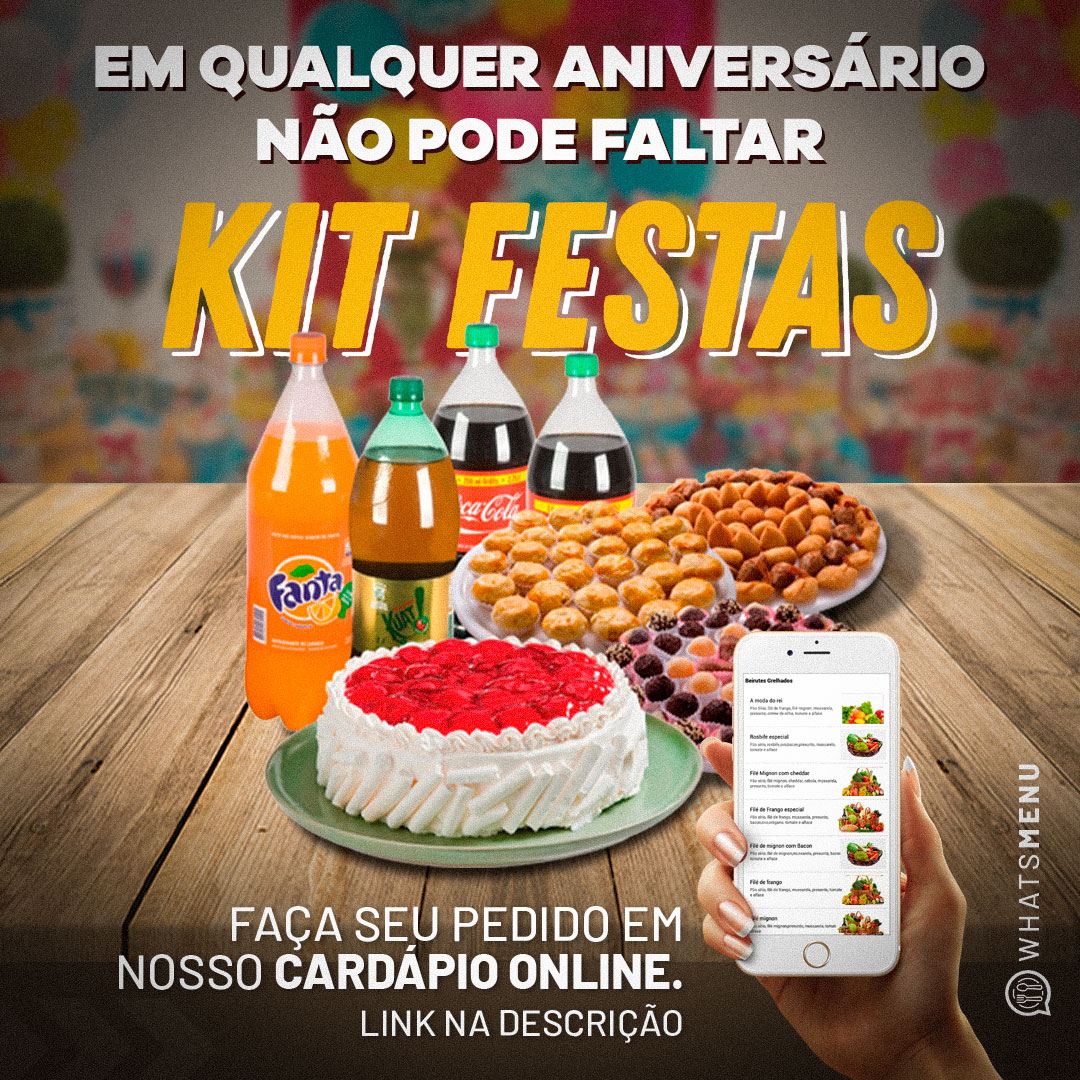 EM QUALQUER ANIVERSÁRIO
NÃO PODE FALTAR
KIT FESTAS
Fanta
Coca-Cola
KUAT!
Beirutes Grelhados
A moda do rei
Rosbife especial
Filé Mignon com cheddar
Filé de Frango especial
Filé de mignon com Bacon
Filé de frango
WHATSMENU
FAÇA SEU PEDIDO EM
NOSSO CARDÁPIO ONLINE.
LINK NA DESCRIÇÃO